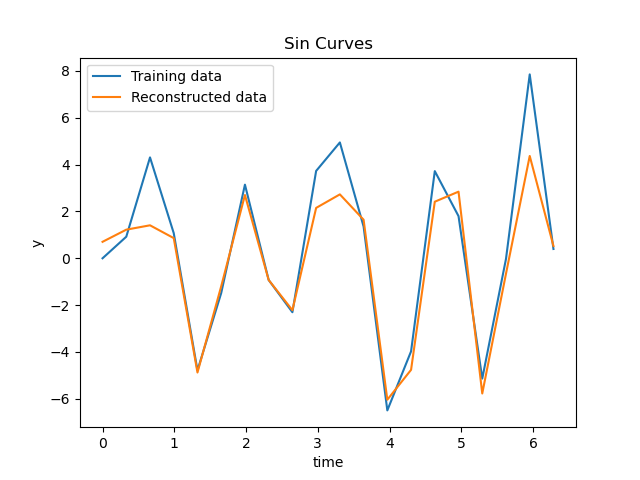 Sin Curves
Training data
Reconstructed data
8
6
4
2
0
−2
−4
−6
y
0 1 2 3 4 5 6
time